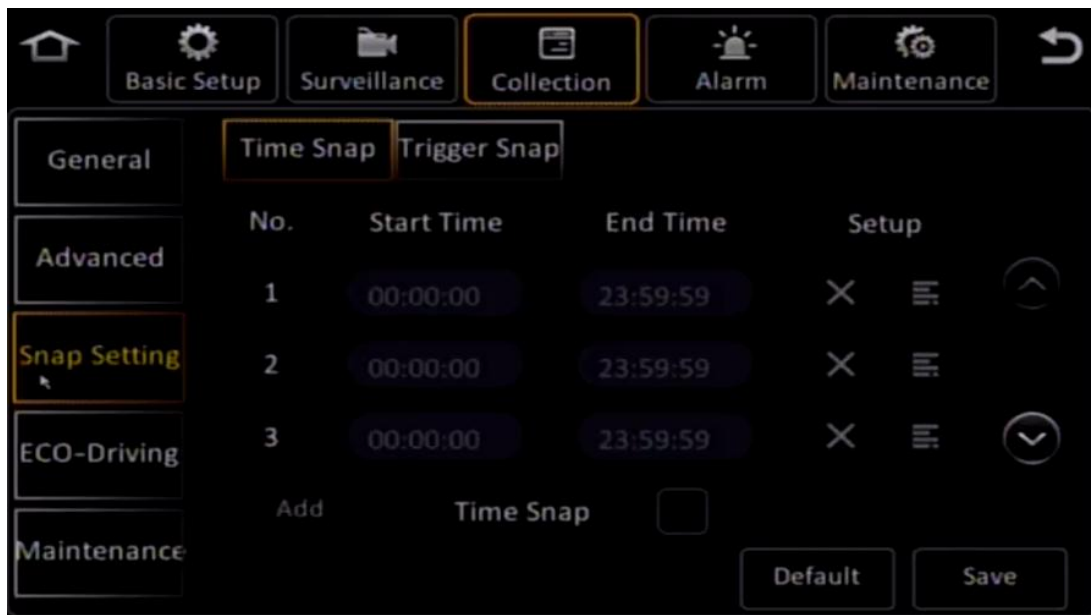 Basic Setup Surveillance Collection Alarm Maintenance
General
Time Snap Trigger Snap
No. Start Time End Time Setup
Advanced
1 00:00:00 23:59:59
Snap Setting
2 00:00:00 23:59:59
3 00:00:00 23:59:59
ECO-Driving
Add Time Snap
Maintenance
Default Save